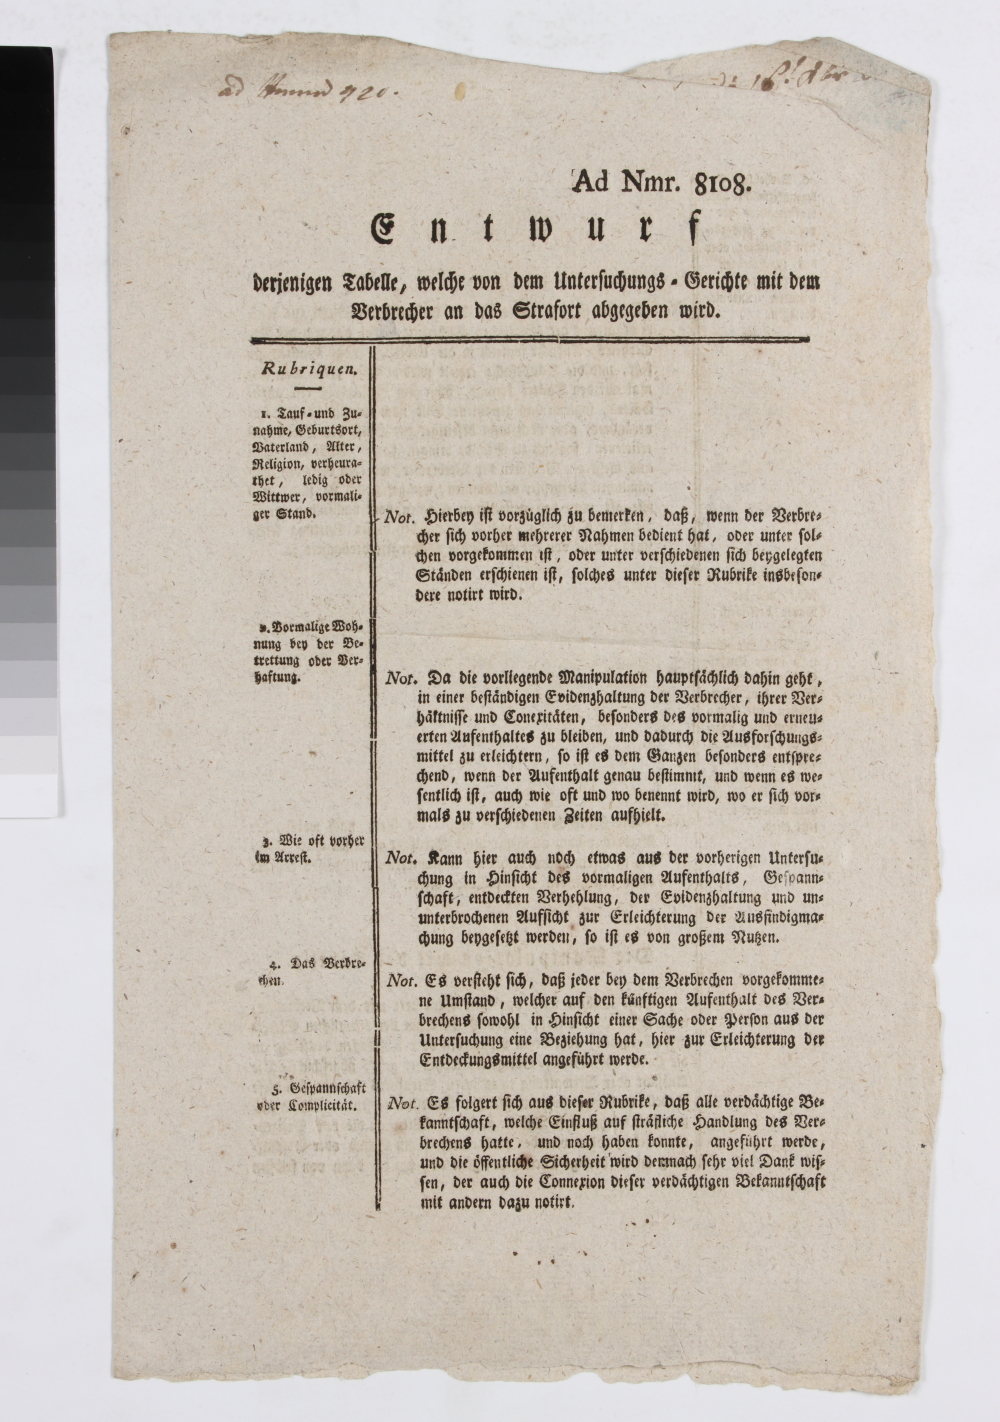 ad
920.
Ad Nmr. 8108.
Entwurf
derjenigen Tabelle, welche von dem Untersuchungs-Gerichte mit dem
Verbrecher an das Strafort abgegeben wird.
Rubriquen.
1. Tauf- und Zu-
nahme, Geburtsort,
Vaterland, Alter,
Religion, verheura-
thet, ledig oder
Wittwer, vormali-
ger Stand.
Not. Hierbey ist vorzüglich zu bemerken, daß, wenn der Verbre-
cher sich vorher mehrerer Nahmen bedient hat, oder unter sol-
chen vorgekommen ist, oder unter verschiedenen sich beygelegten
Ständen erschienen ist, solches unter dieser Rubrike insbeson-
dere notirt wird.
2. Vormalige Woh-
nung bey der Be-
trettung oder Ver-
haftung.
Not. Da die vorliegende Manipulation hauptsächlich dahin geht,
in einer beständigen Evidenzhaltung der Verbrecher, ihrer Ver-
hältnisse und Conexitäten, besonders des vormalig und erneu-
erten Aufenthaltes zu bleiben, und dadurch die Ausforschungs-
mittel zu erleichtern, so ist es dem Ganzen besonders entspre-
chend, wenn der Aufenthalt genau bestimmt, und wenn es we-
sentlich ist, auch wie oft und wo benennt wird, wo er sich vor-
mals zu verschiedenen Zeiten aufhielt.
3. Wie oft vorher
im Arrest.
Not. Kann hier auch noch etwas aus der vorherigen Untersu-
chung in Hinsicht des vormaligen Aufenthalts, Gespann-
schaft, entdeckten Verhehlung, der Evidenzhaltung und un-
unterbrochenen Aufsicht zur Erleichterung der Ausfindigma-
chung beygesetzt werden, so ist es von großem Nutzen.
4. Das Verbre-
chen.
Not. Es versteht sich, daß jeder bey dem Verbrechen vorgekomme-
ne Umstand, welcher auf den künftigen Aufenthalt des Ver-
brechens sowohl in Hinsicht einer Sache oder Person aus der
Untersuchung eine Beziehung hat, hier zur Erleichterung der
Entdeckungsmittel angeführt werde.
5. Gespannschaft
oder Complicität.
Not. Es folgert sich aus dieser Rubrike, daß alle verdächtige Be-
kanntschaft, welche Einfluß auf sträfliche Handlung des Ver-
brechens hatte, und noch haben konnte, angeführt werde,
und die öffentliche Sicherheit wird demnach sehr viel Dank wis-
sen, der auch die Connexion dieser verdächtigen Bekanntschaft
mit andern dazu notirt.